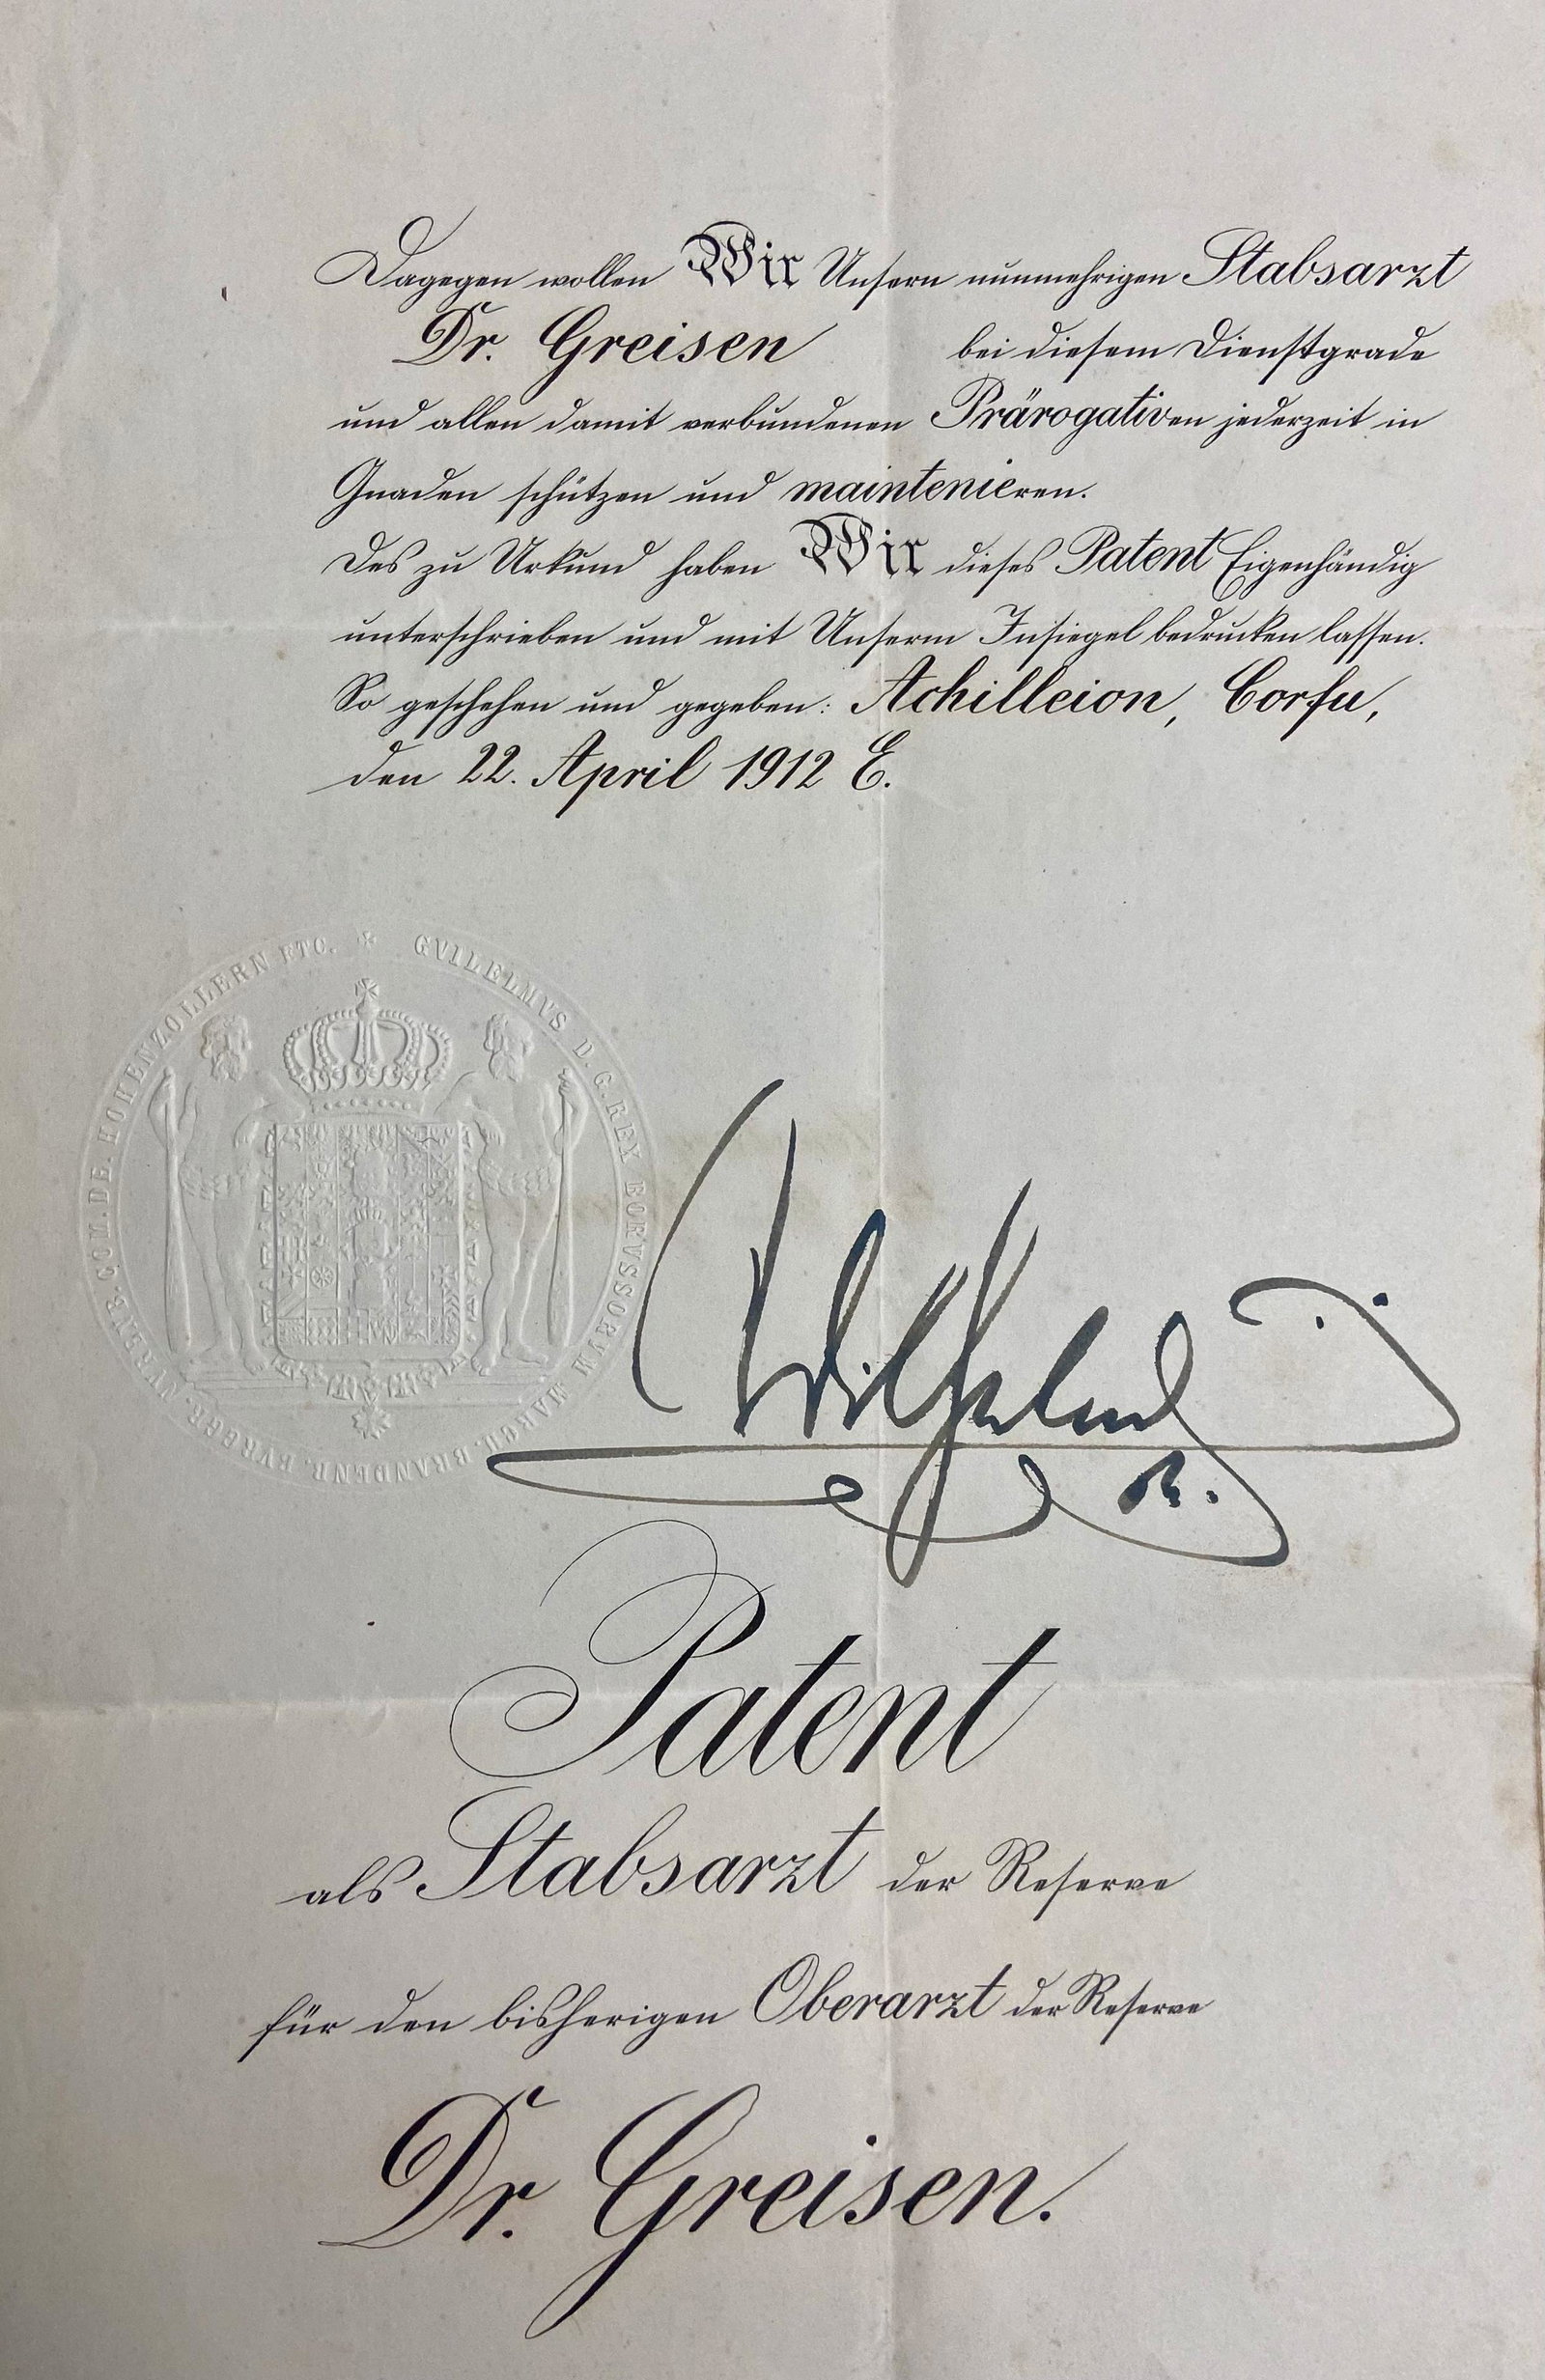 Dagegen wollen Wir Unsern nunmehrigen Stabsarzt
Dr. Greisen bei diesem Dienstgrade
und allen damit verbundenen Prärogativen jederzeit in
Gnaden schützen und maintenieren.
Des zu Urkund haben Wir dieses Patent Eigenhändig
unterschrieben und mit Unserm Insiegel bedrucken lassen.
So geschehen und gegeben: Achilleion, Corfu,
den 22. April 1912 E.
GVILELMVS D. G. REX BORVSSORVM MARCH. BRANDENB. BVRGGR. NVREMB. COM. DE. HOHENZOLLERN ETC.
Wilhelm
R.
Patent
als Stabsarzt der Reserve
für den bisherigen Oberarzt der Reserve
Dr. Greisen.